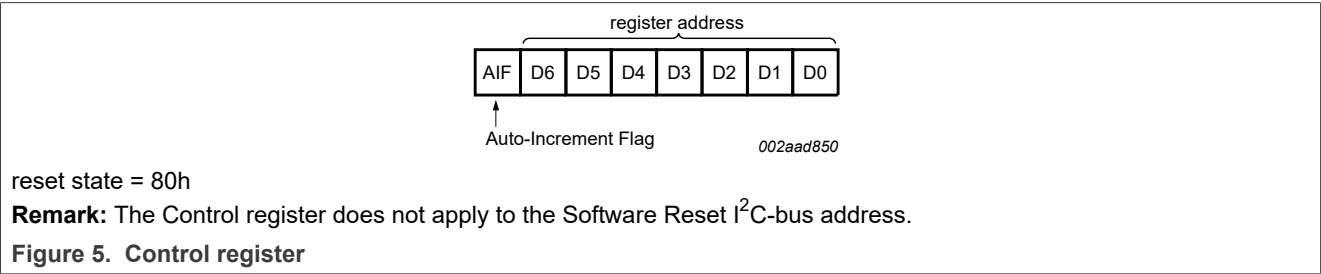 register address
AIF D6 D5 D4 D3 D2 D1 D0
Auto-Increment Flag
002aad850
reset state = 80h
Remark: The Control register does not apply to the Software Reset I²C-bus address.
Figure 5. Control register